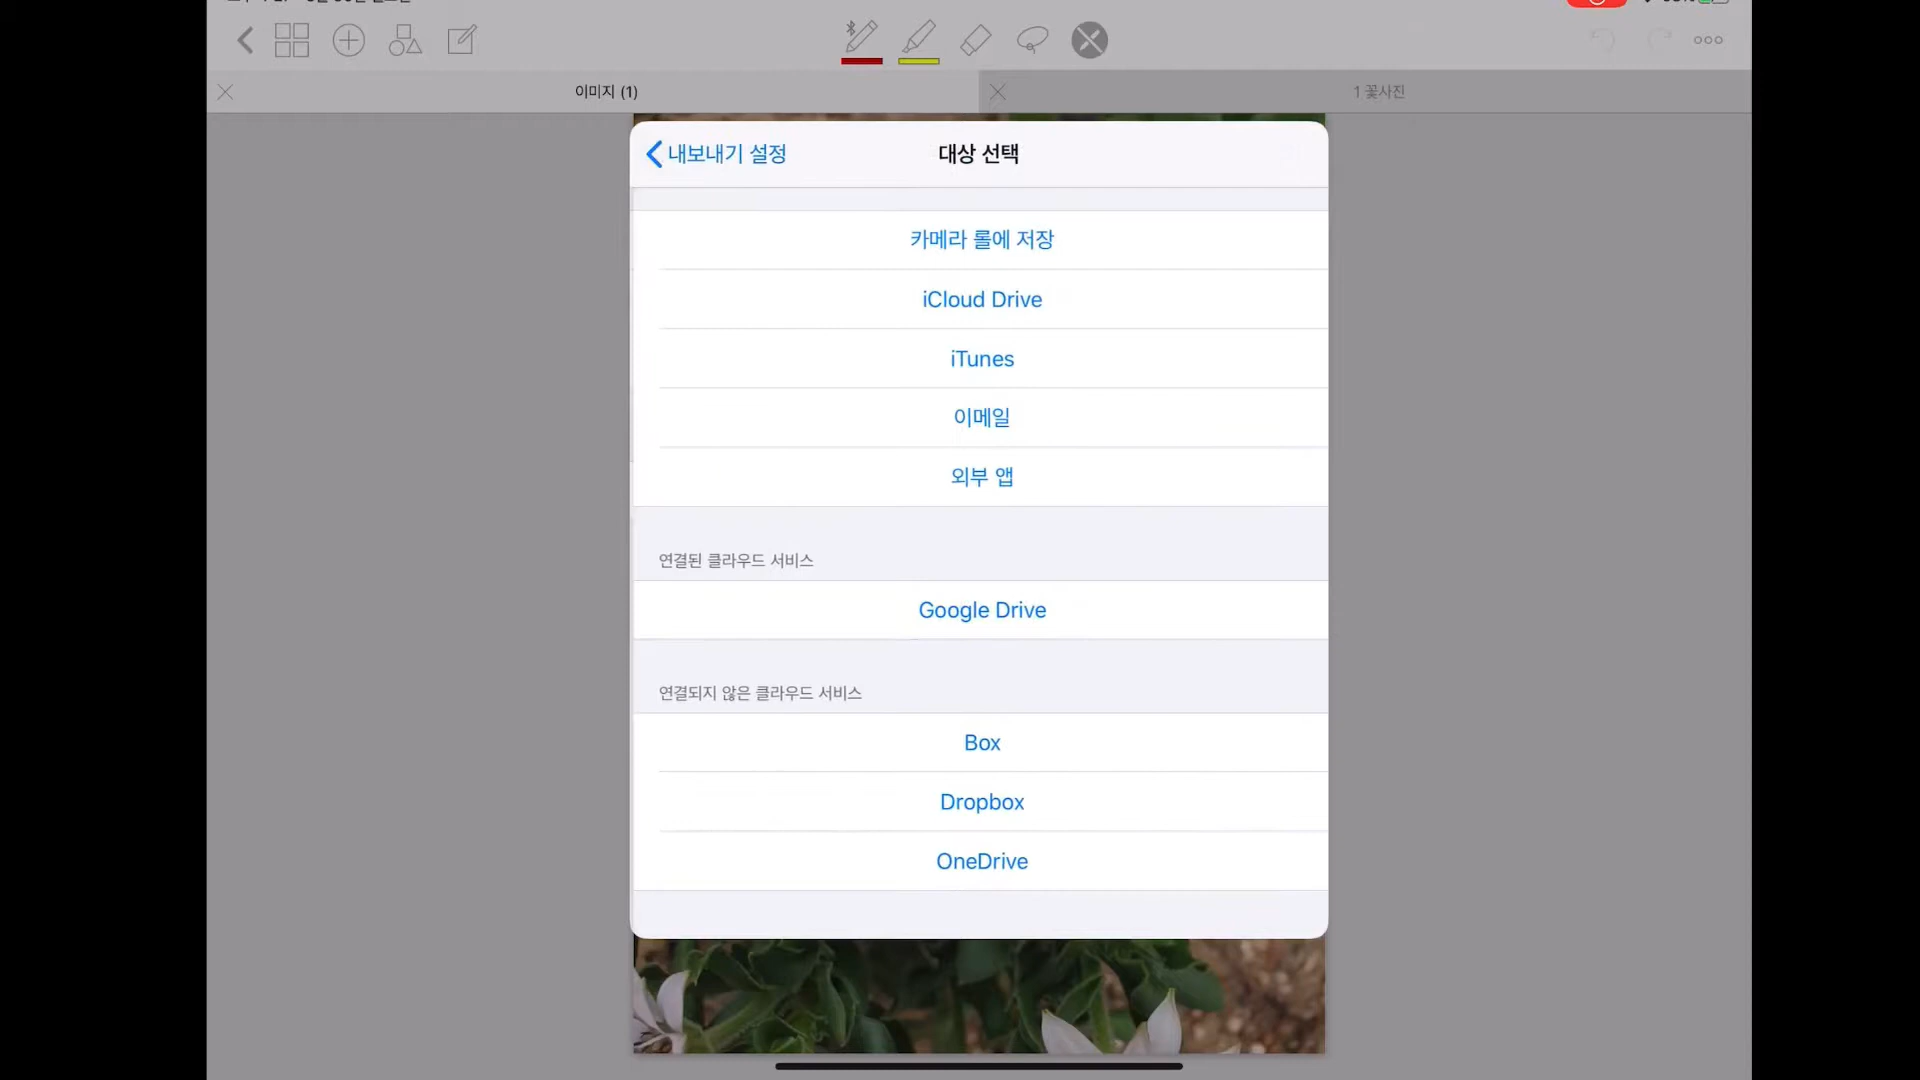 이미지 (1)
1 꽃사진
내보내기 설정
대상 선택
카메라 롤에 저장
iCloud Drive
iTunes
이메일
외부 앱
연결된 클라우드 서비스
Google Drive
연결되지 않은 클라우드 서비스
Box
Dropbox
OneDrive